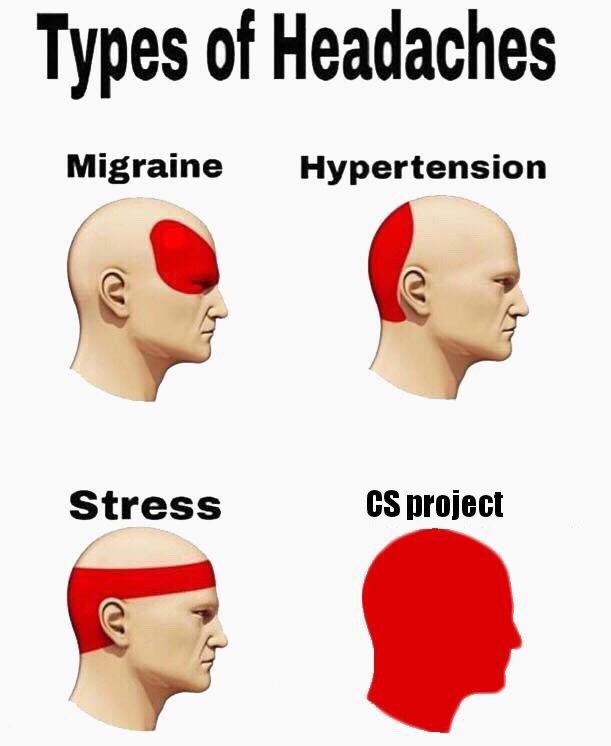 Types of Headaches
Migraine
Hypertension
Stress
CS project